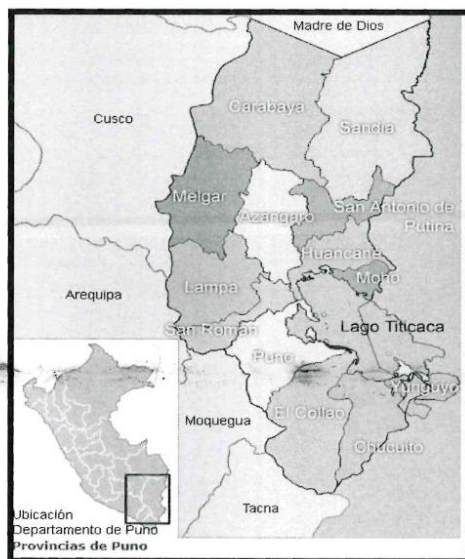 Madre de Dios
Carabaya
Cusco
Sandia
Melgar
Azángaro
San Antonio de
Putina
Huancané
Moho
Lampa
Arequipa
San Román
Lago Titicaca
Puno
Yunguyo
Moquegua
El Collao
Chucuito
Tacna
Ubicación
Departamento de Puno
Provincias de Puno